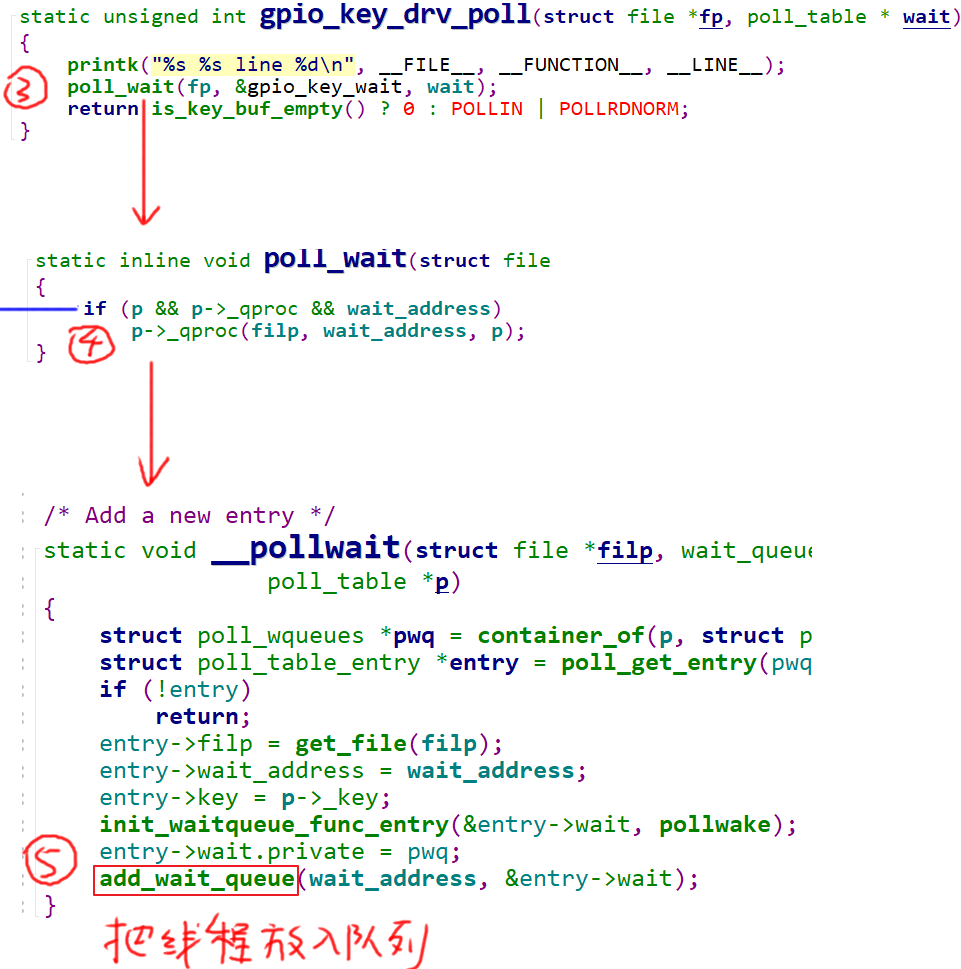 static unsigned int gpio_key_drv_poll(struct file *fp, poll_table * wait)
{
printk("%s %s line %d\n", __FILE__, __FUNCTION__, __LINE__);
③ poll_wait(fp, &gpio_key_wait, wait);
return is_key_buf_empty() ? 0 : POLLIN | POLLRDNORM;
}
static inline void poll_wait(struct file
{
if (p && p->_qproc && wait_address)
④ p->_qproc(filp, wait_address, p);
}
/* Add a new entry */
static void __pollwait(struct file *filp, wait_queue
poll_table *p)
{
struct poll_wqueues *pwq = container_of(p, struct p
struct poll_table_entry *entry = poll_get_entry(pwq
if (!entry)
return;
entry->filp = get_file(filp);
entry->wait_address = wait_address;
entry->key = p->_key;
init_waitqueue_func_entry(&entry->wait, pollwake);
⑤ entry->wait.private = pwq;
add_wait_queue(wait_address, &entry->wait);
}
把线程放入队列